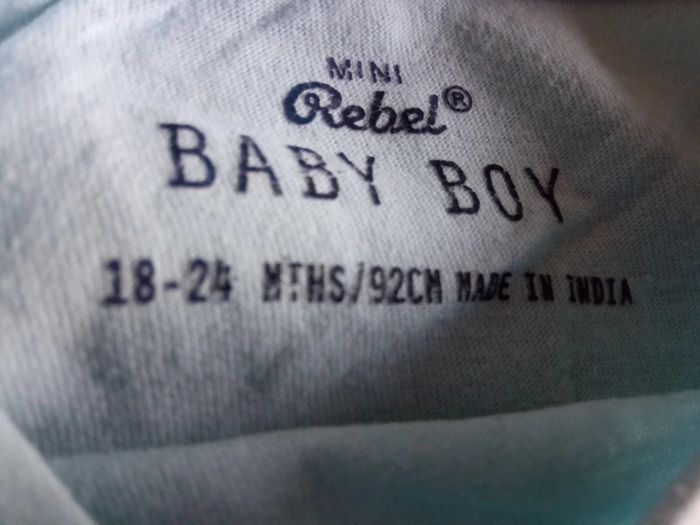 MINI
Rebel®
BABY BOY
18-24 MTHS/92CM MADE IN INDIA